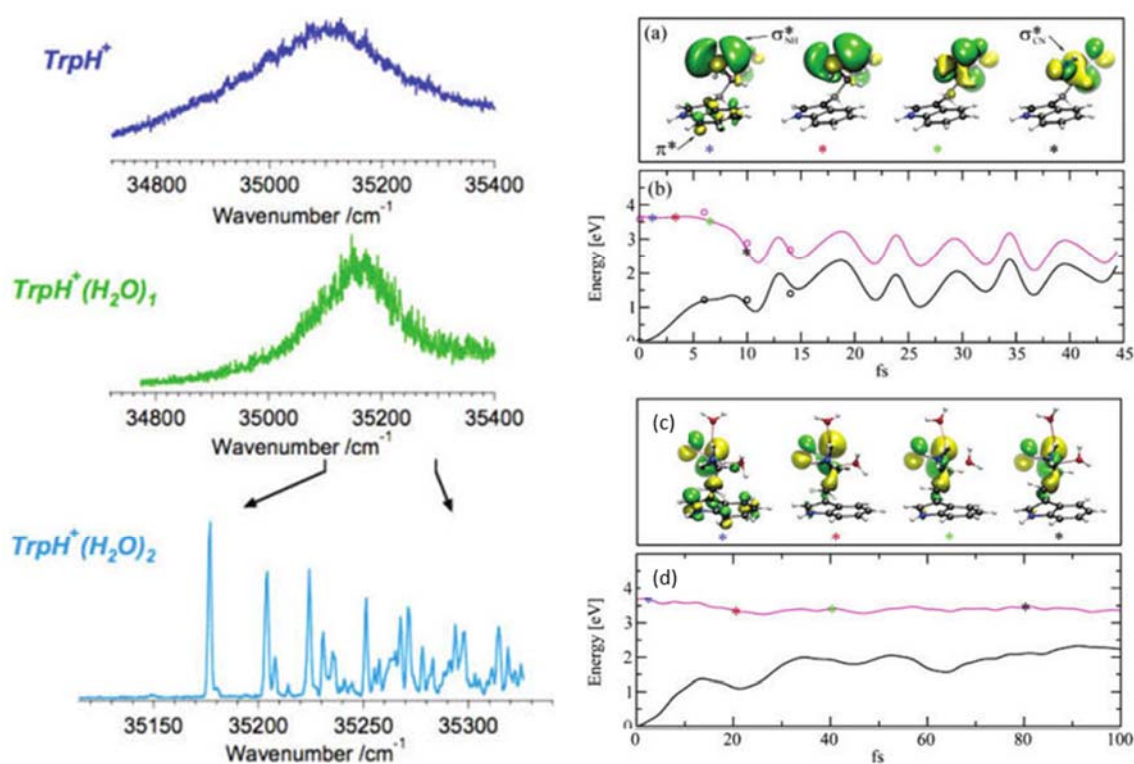 TrpH⁺
34800 35000 35200 35400
Wavenumber /cm⁻¹
TrpH⁺(H₂O)₁
34800 35000 35200 35400
Wavenumber /cm⁻¹
TrpH⁺(H₂O)₂
35150 35200 35250 35300
Wavenumber /cm⁻¹
(a)
σ*NH
σ*CN
π*
* * * *
(b)
Energy [eV]
4
3
2
1
0
0 5 10 15 20 25 30 35 40 45
fs
(c)
* * * *
(d)
Energy [eV]
4
3
2
1
0
0 20 40 60 80 100
fs